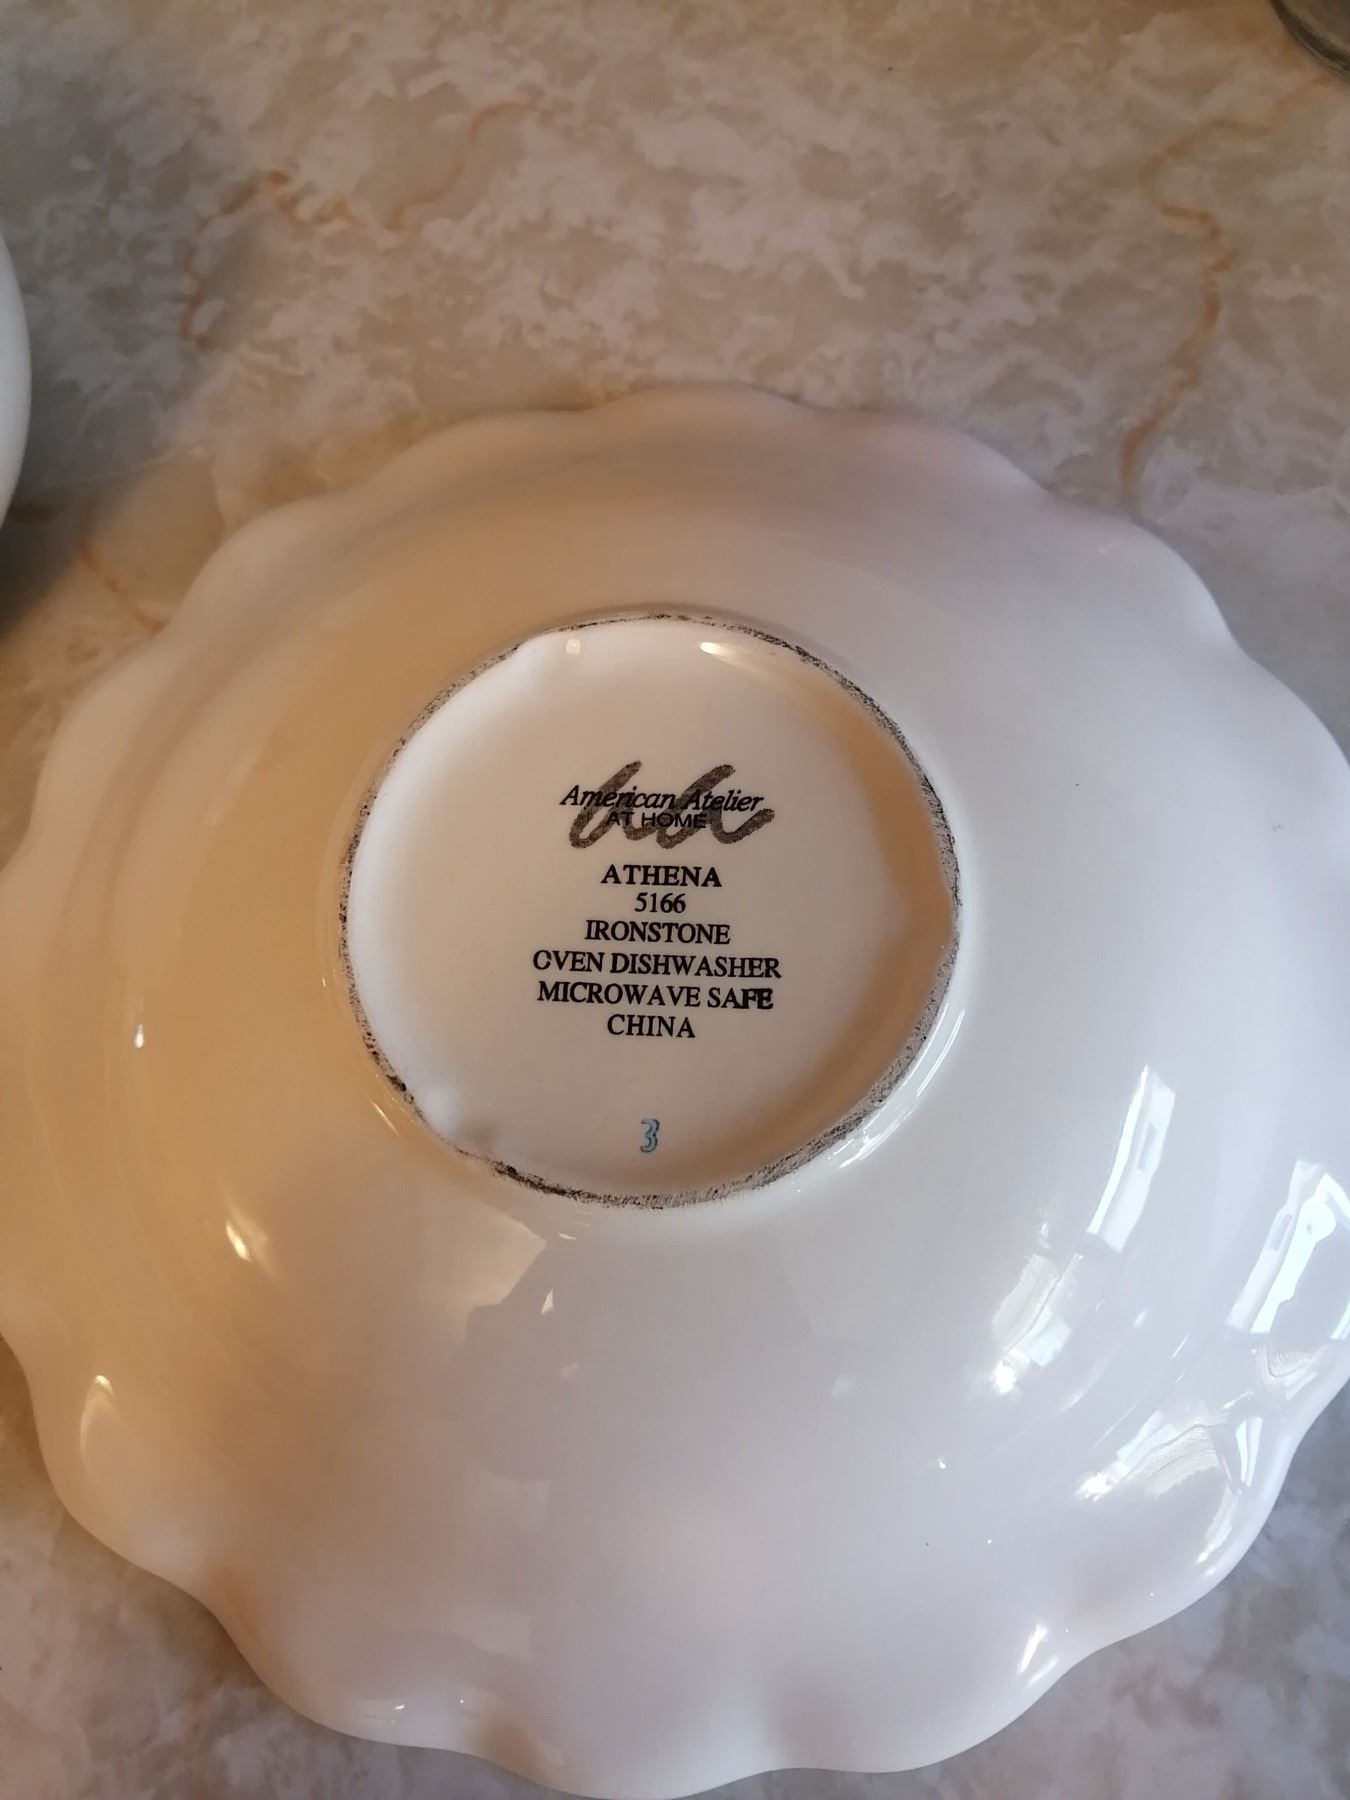 American Atelier
AT HOME
ATHENA
5166
IRONSTONE
OVEN DISHWASHER
MICROWAVE SAFE
CHINA
3